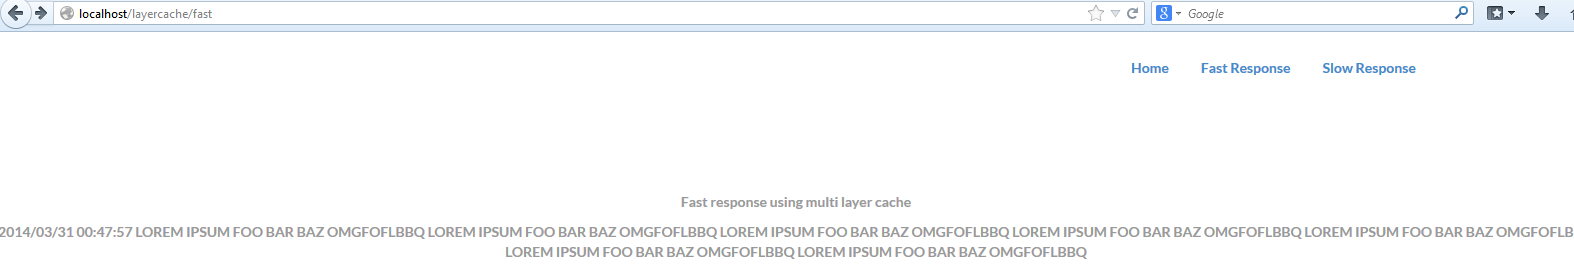 localhost/layercache/fast
Google
Home Fast Response Slow Response
Fast response using multi layer cache
2014/03/31 00:47:57 LOREM IPSUM FOO BAR BAZ OMGFOFLBBQ LOREM IPSUM FOO BAR BAZ OMGFOFLBBQ LOREM IPSUM FOO BAR BAZ OMGFOFLBBQ LOREM IPSUM FOO BAR BAZ OMGFOFLBBQ LOREM IPSUM FOO BAR BAZ OMGFOFLB
LOREM IPSUM FOO BAR BAZ OMGFOFLBBQ LOREM IPSUM FOO BAR BAZ OMGFOFLBBQ